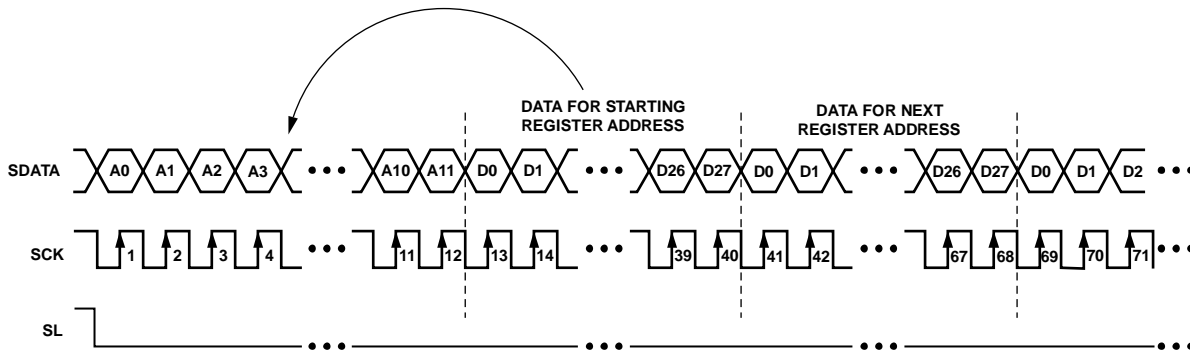 DATA FOR STARTING
REGISTER ADDRESS
DATA FOR NEXT
REGISTER ADDRESS
SDATA A0 A1 A2 A3 ••• A10 A11 D0 D1 ••• D26 D27 D0 D1 ••• D26 D27 D0 D1 D2 •••
SCK 1 2 3 4 ••• 11 12 13 14 ••• 39 40 41 42 ••• 67 68 69 70 71 •••
SL ••• ••• ••• •••